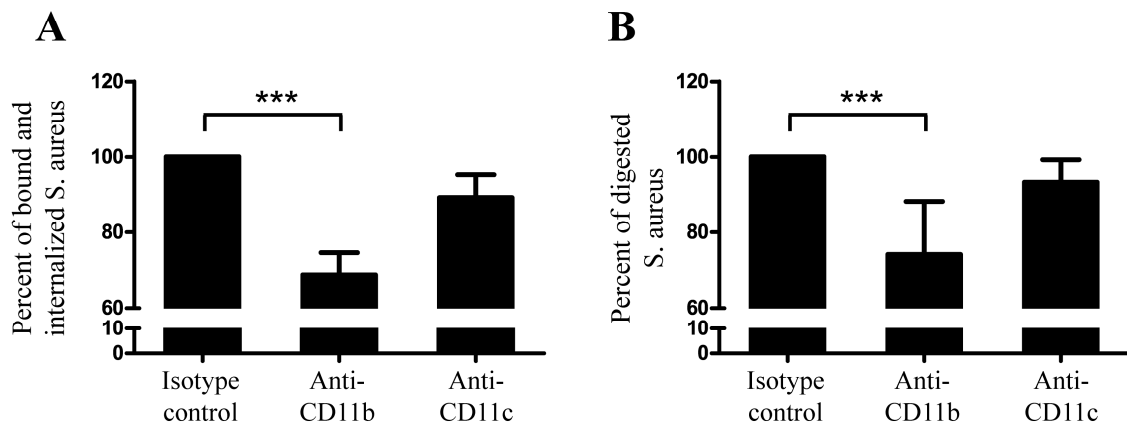 A
Percent of bound and
internalized S. aureus
120
100
80
60
10
0
***
Isotype
control
Anti-
CD11b
Anti-
CD11c
B
Percent of digested
S. aureus
120
100
80
60
10
0
***
Isotype
control
Anti-
CD11b
Anti-
CD11c